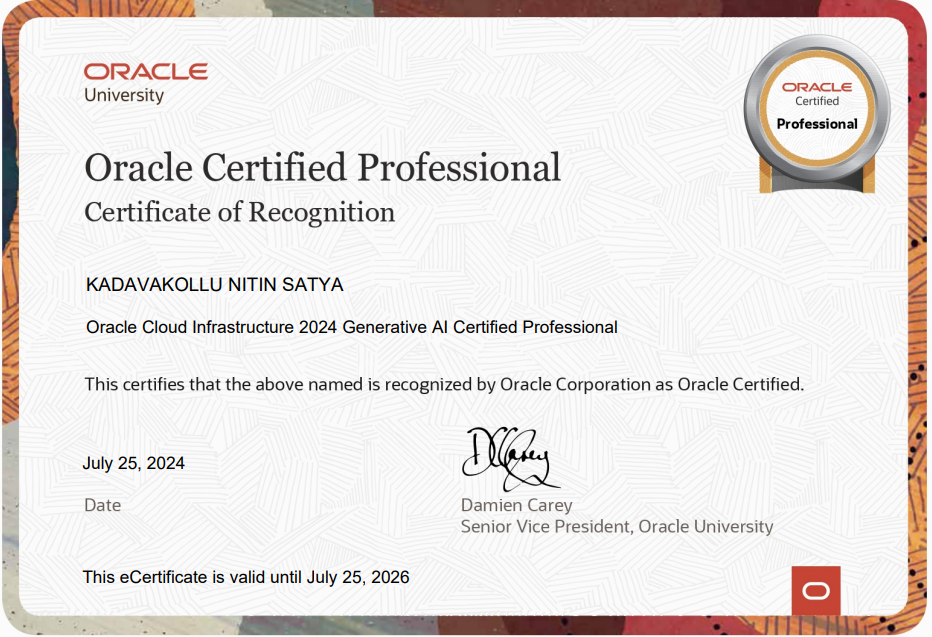 ORACLE
University
ORACLE
Certified
Professional
Oracle Certified Professional
Certificate of Recognition
KADAVAKOLLU NITIN SATYA
Oracle Cloud Infrastructure 2024 Generative AI Certified Professional
This certifies that the above named is recognized by Oracle Corporation as Oracle Certified.
July 25, 2024
Date
DCarey
Damien Carey
Senior Vice President, Oracle University
This eCertificate is valid until July 25, 2026